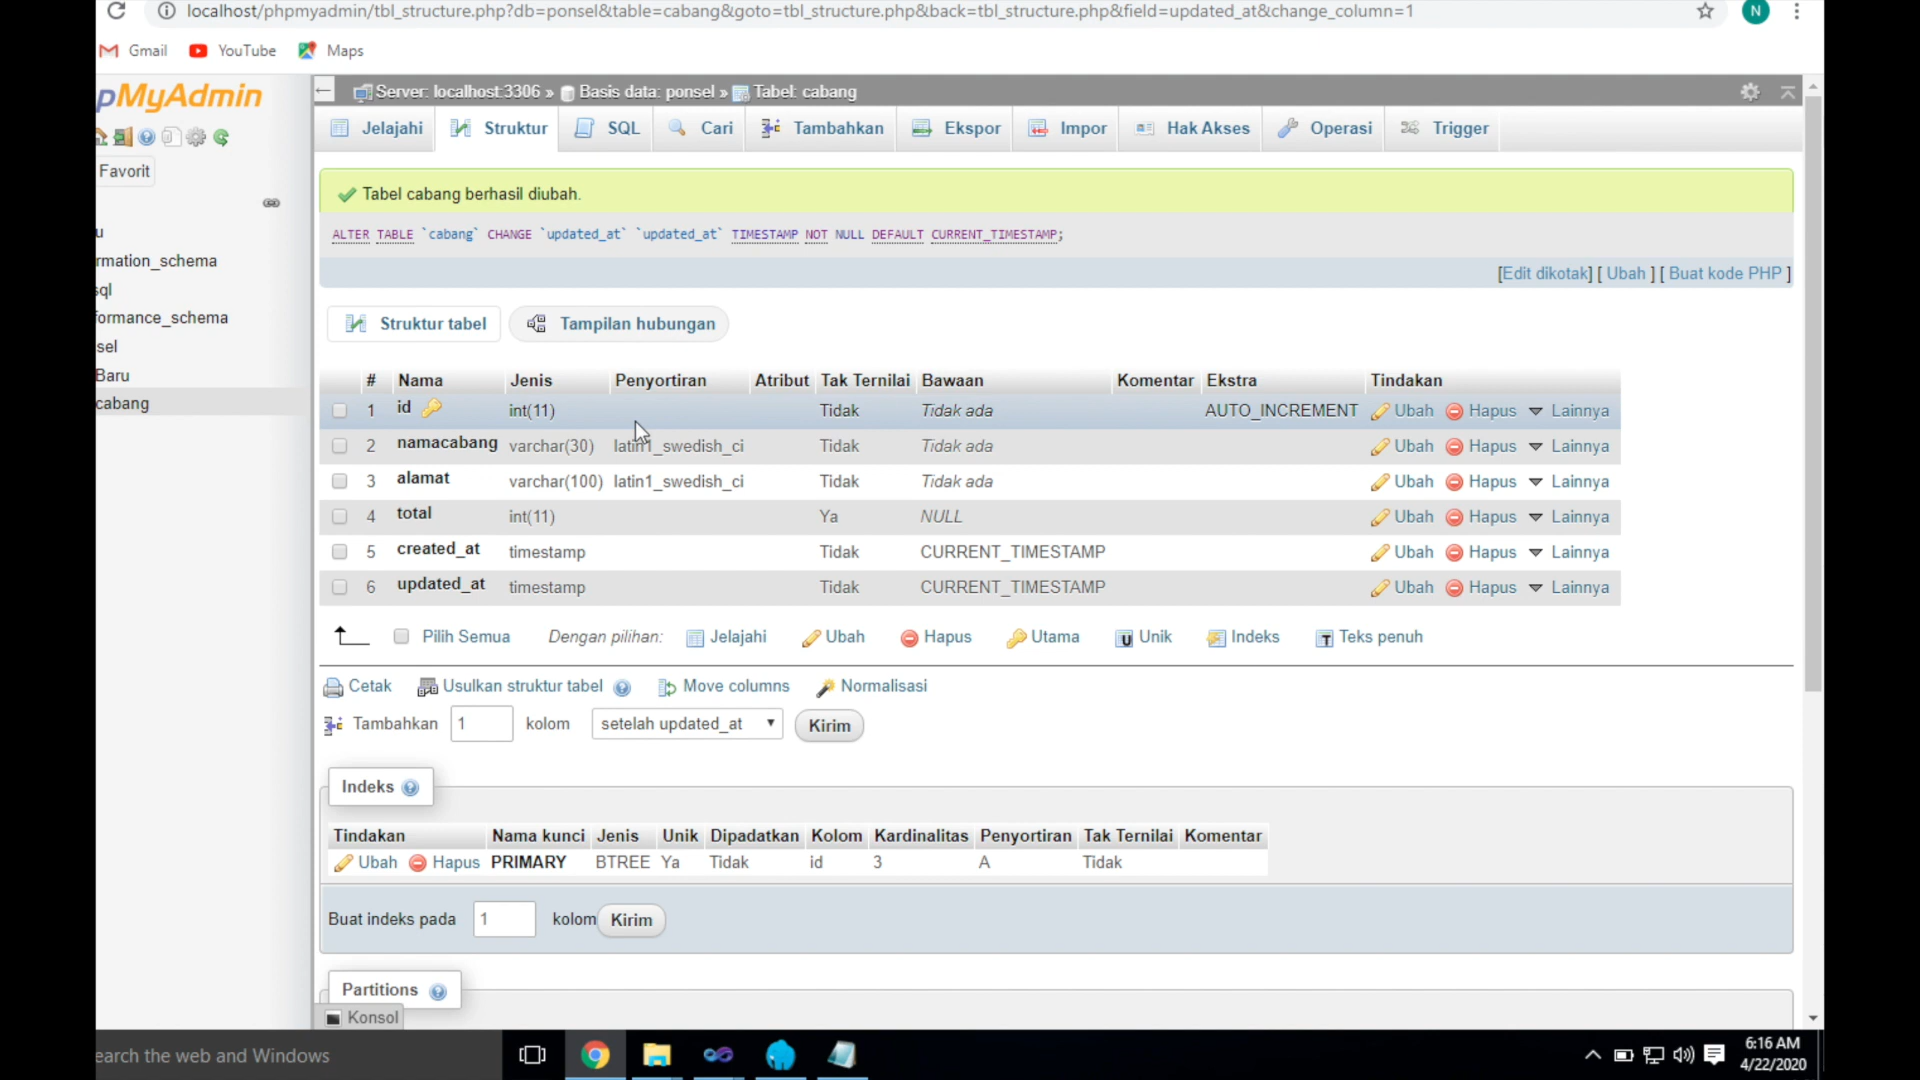 localhost/phpmyadmin/tbl_structure.php?db=ponsel&table=cabang&goto=tbl_structure.php&back=tbl_structure.php&field=updated_at&change_column=1
N
Gmail YouTube Maps
pMyAdmin
Server: localhost:3306 » Basis data: ponsel » Tabel: cabang
Jelajahi Struktur SQL Cari Tambahkan Ekspor Impor Hak Akses Operasi Trigger
Favorit
u
rmation_schema
sql
formance_schema
sel
Baru
cabang
Tabel cabang berhasil diubah.
ALTER TABLE `cabang` CHANGE `updated_at` `updated_at` TIMESTAMP NOT NULL DEFAULT CURRENT_TIMESTAMP;
[Edit dikotak] [ Ubah ] [ Buat kode PHP ]
Struktur tabel Tampilan hubungan
# Nama Jenis Penyortiran Atribut Tak Ternilai Bawaan Komentar Ekstra Tindakan
1 id int(11) Tidak Tidak ada AUTO_INCREMENT Ubah Hapus Lainnya
2 namacabang varchar(30) latin1_swedish_ci Tidak Tidak ada Ubah Hapus Lainnya
3 alamat varchar(100) latin1_swedish_ci Tidak Tidak ada Ubah Hapus Lainnya
4 total int(11) Ya NULL Ubah Hapus Lainnya
5 created_at timestamp Tidak CURRENT_TIMESTAMP Ubah Hapus Lainnya
6 updated_at timestamp Tidak CURRENT_TIMESTAMP Ubah Hapus Lainnya
Pilih Semua Dengan pilihan: Jelajahi Ubah Hapus Utama Unik Indeks Teks penuh
Cetak Usulkan struktur tabel Move columns Normalisasi
Tambahkan 1 kolom setelah updated_at Kirim
Indeks
Tindakan Nama kunci Jenis Unik Dipadatkan Kolom Kardinalitas Penyortiran Tak Ternilai Komentar
Ubah Hapus PRIMARY BTREE Ya Tidak id 3 A Tidak
Buat indeks pada 1 kolom Kirim
Partitions
Konsol
earch the web and Windows
6:16 AM
4/22/2020